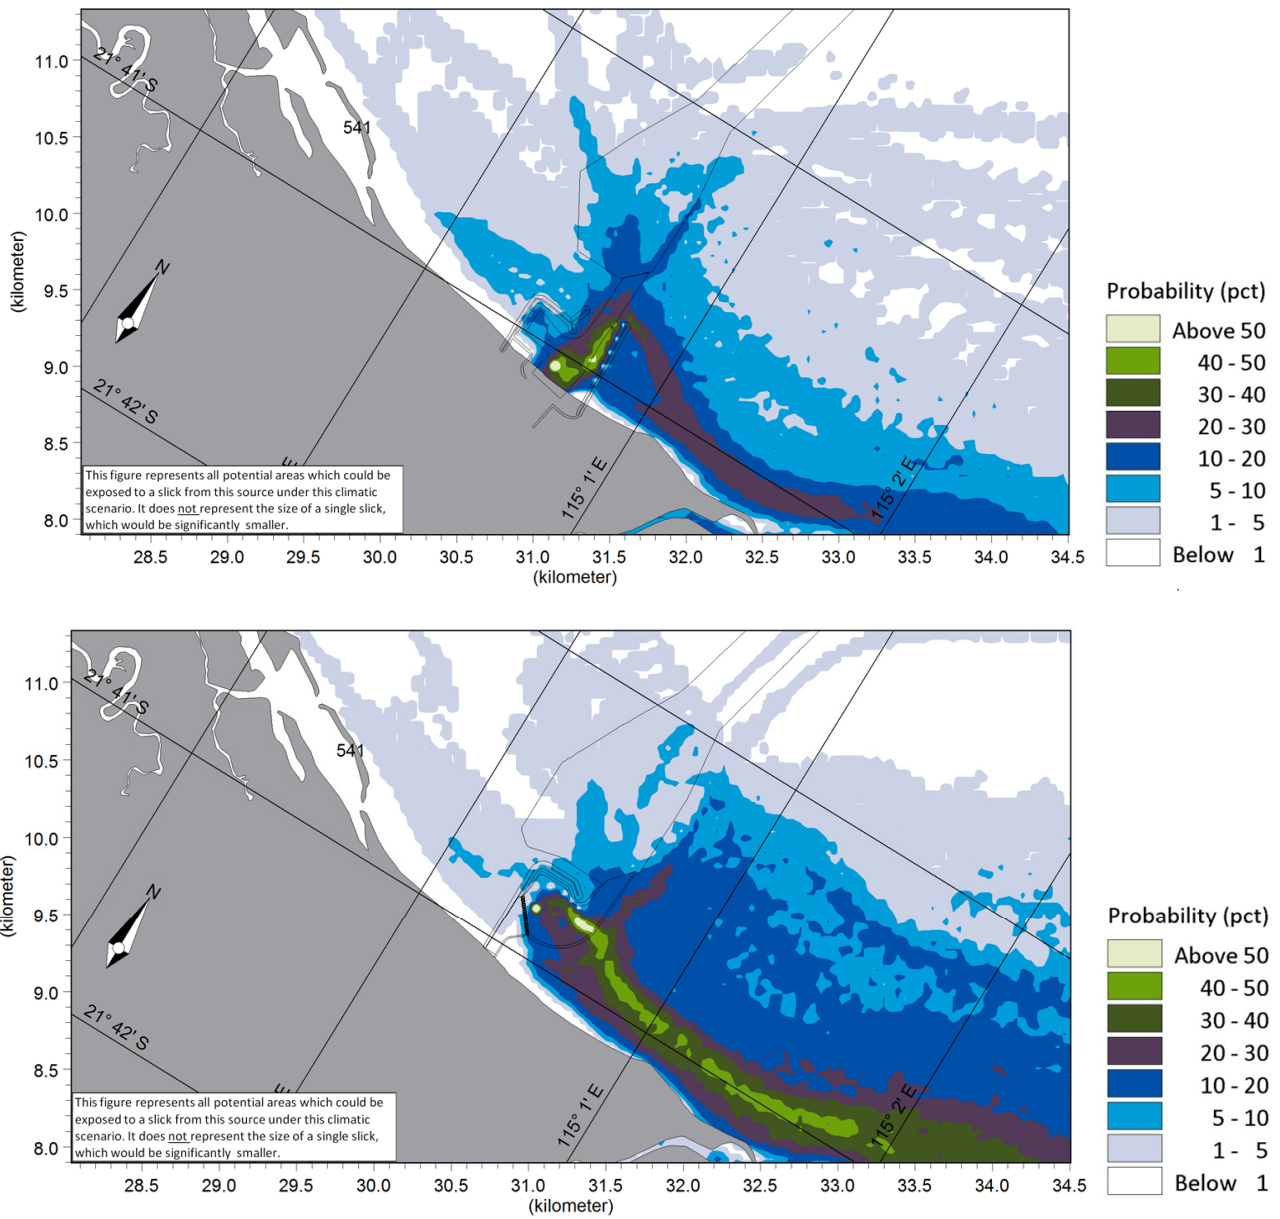 11.0
10.5
10.0
9.5
9.0
8.5
8.0
(kilometer)
21° 41' S
541
N
21° 42' S
E
115° 1' E
115° 2' E
This figure represents all potential areas which could be
exposed to a slick from this source under this climatic
scenario. It does not represent the size of a single slick,
which would be significantly smaller.
28.5 29.0 29.5 30.0 30.5 31.0 31.5 32.0 32.5 33.0 33.5 34.0 34.5
(kilometer)
Probability (pct)
Above 50
40 - 50
30 - 40
20 - 30
10 - 20
5 - 10
1 - 5
Below 1
11.0
10.5
10.0
9.5
9.0
8.5
8.0
(kilometer)
21° 41' S
541
N
21° 42' S
E
115° 1' E
115° 2' E
This figure represents all potential areas which could be
exposed to a slick from this source under this climatic
scenario. It does not represent the size of a single slick,
which would be significantly smaller.
28.5 29.0 29.5 30.0 30.5 31.0 31.5 32.0 32.5 33.0 33.5 34.0 34.5
(kilometer)
Probability (pct)
Above 50
40 - 50
30 - 40
20 - 30
10 - 20
5 - 10
1 - 5
Below 1